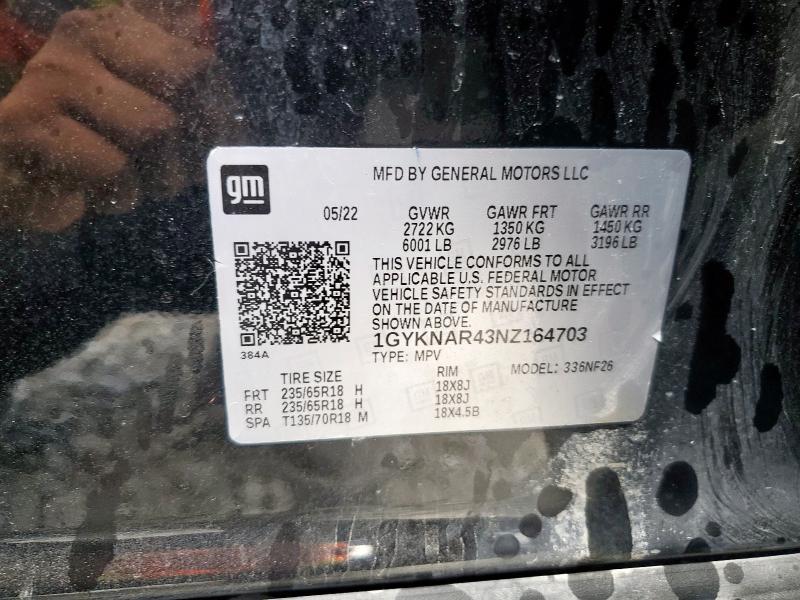 gm
MFD BY GENERAL MOTORS LLC
05/22 GVWR GAWR FRT GAWR RR
2722 KG 1350 KG 1450 KG
6001 LB 2976 LB 3196 LB
THIS VEHICLE CONFORMS TO ALL
APPLICABLE U.S. FEDERAL MOTOR
VEHICLE SAFETY STANDARDS IN EFFECT
ON THE DATE OF MANUFACTURE
SHOWN ABOVE.
1GYKNAR43NZ164703
384A
TYPE: MPV
TIRE SIZE RIM MODEL: 336NF26
FRT 235/65R18 H 18X8J
RR 235/65R18 H 18X8J
SPA T135/70R18 M 18X4.5B